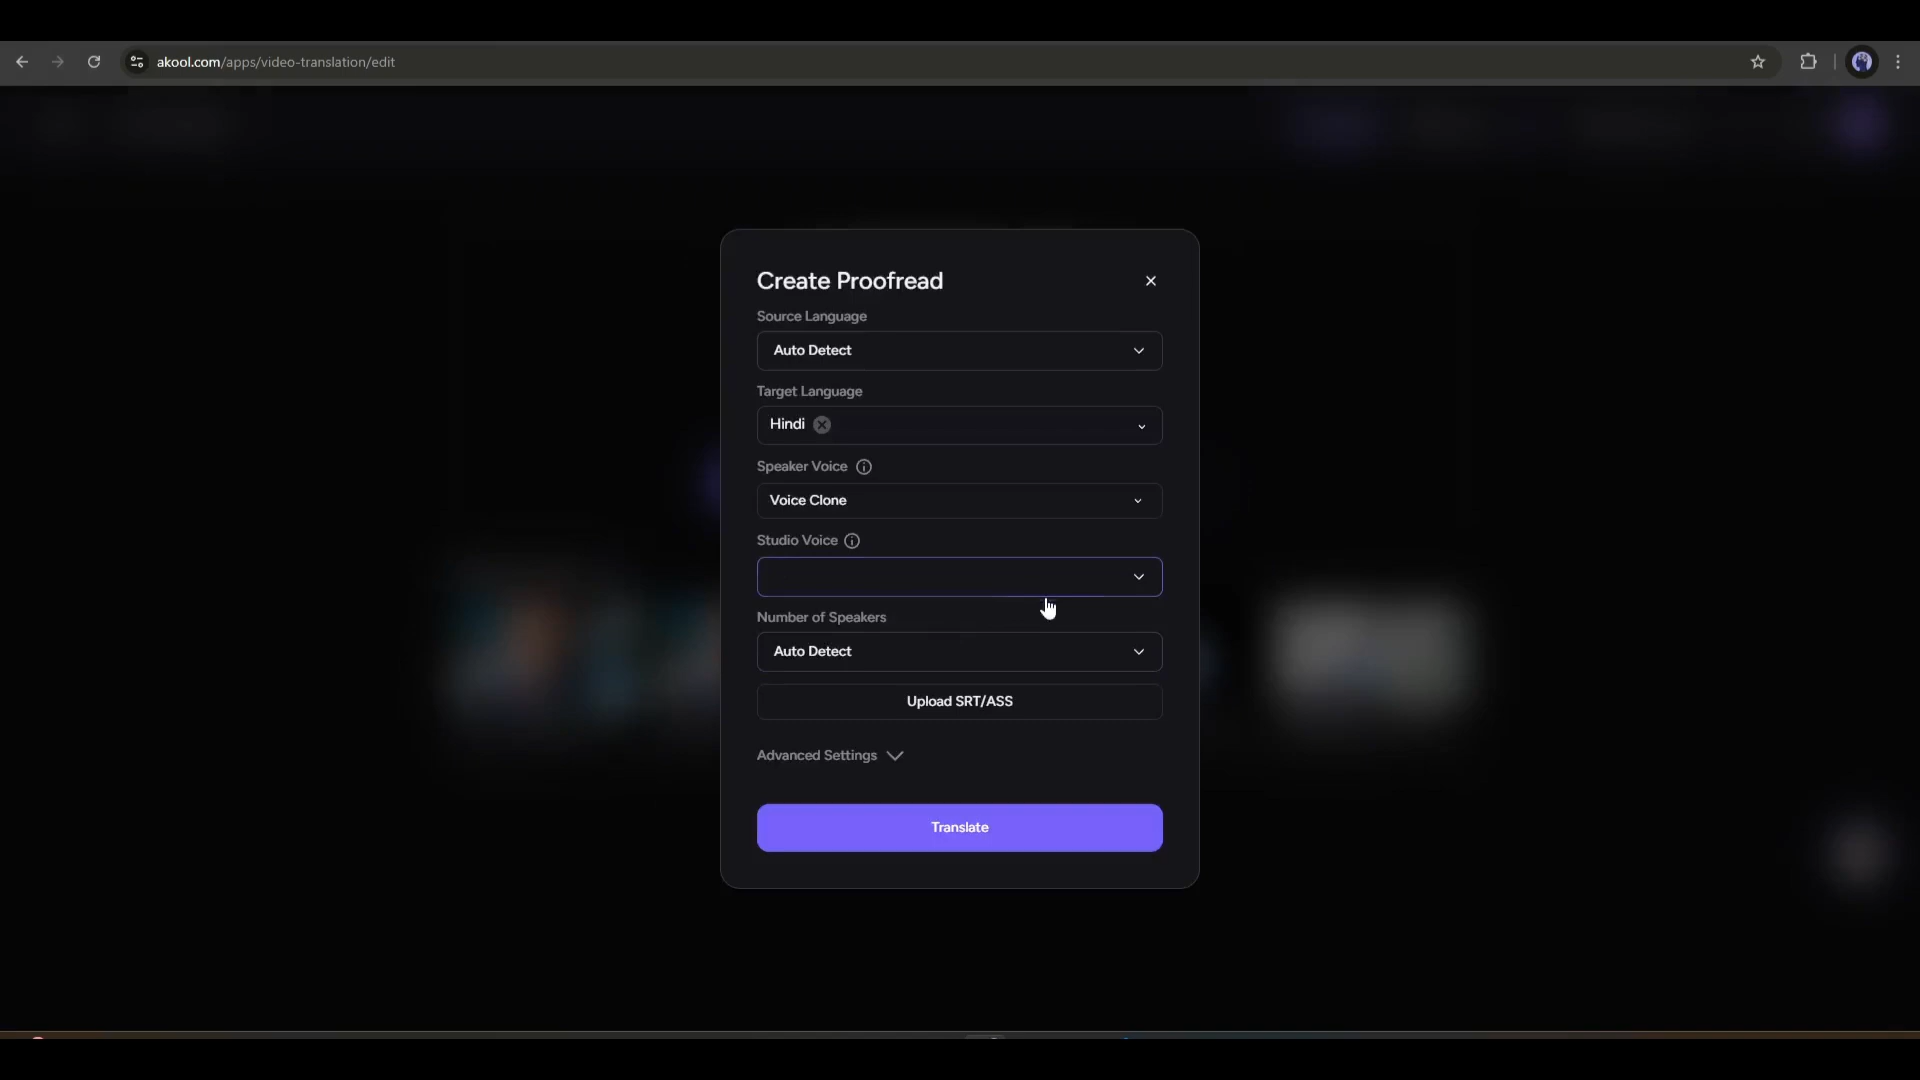 akool.com/apps/video-translation/edit
Create Proofread
Source Language
Auto Detect
Target Language
Hindi
Speaker Voice
Voice Clone
Studio Voice
Number of Speakers
Auto Detect
Upload SRT/ASS
Advanced Settings
Translate